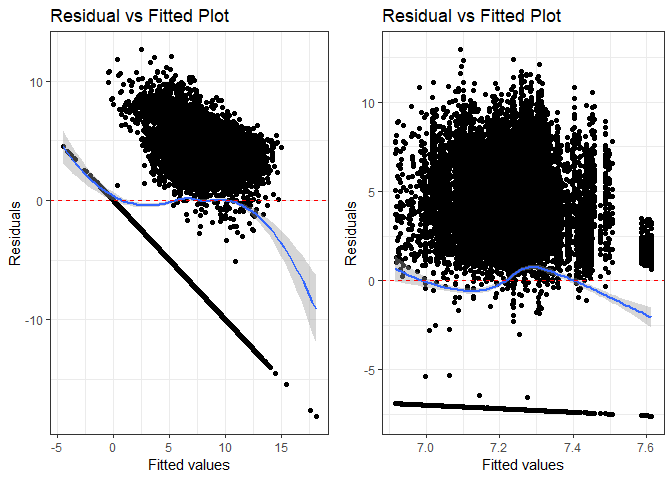 Residual vs Fitted Plot
10
0
-10
Residuals
-5
0
5
10
15
Fitted values
Residual vs Fitted Plot
10
5
0
-5
Residuals
7.0
7.2
7.4
7.6
Fitted values